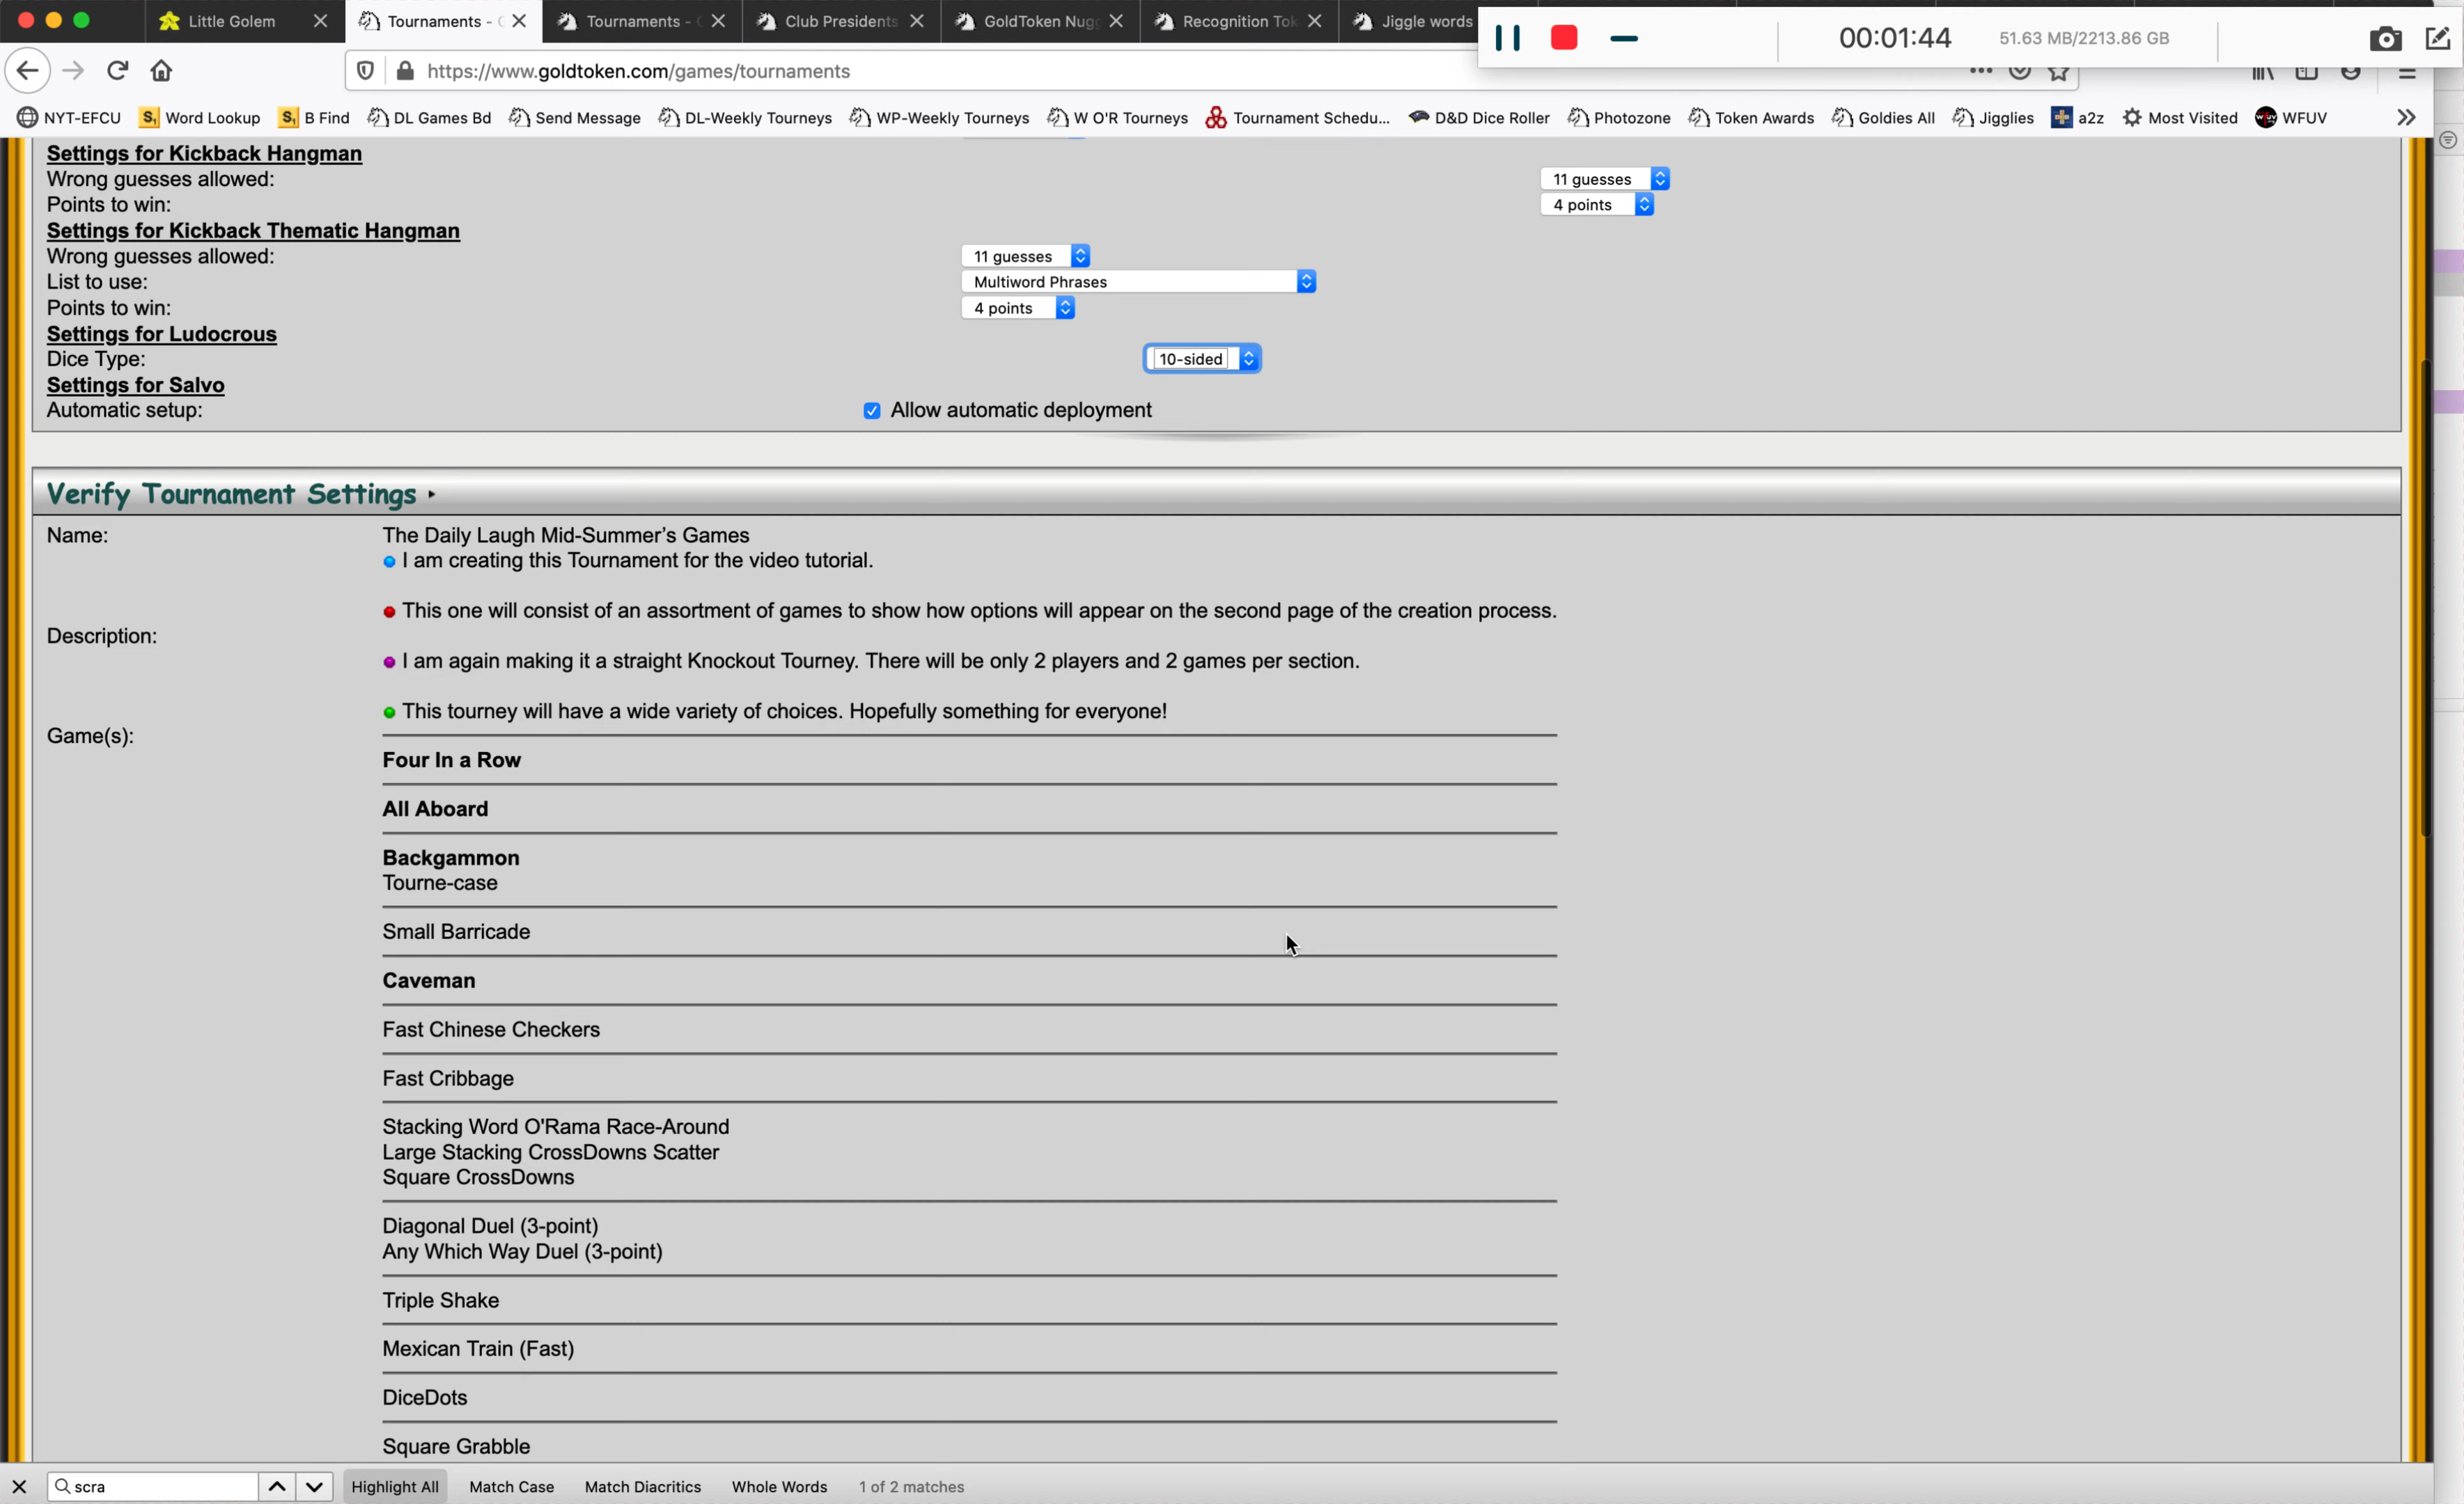 Little Golem
Tournaments - G
Tournaments - G
Club Presidents
GoldToken Nugg
Recognition Tok
Jiggle words
00:01:44
51.63 MB/2213.86 GB
https://www.goldtoken.com/games/tournaments
NYT-EFCU
Word Lookup
B Find
DL Games Bd
Send Message
DL-Weekly Tourneys
WP-Weekly Tourneys
W O'R Tourneys
Tournament Schedu...
D&D Dice Roller
Photozone
Token Awards
Goldies All
Jigglies
a2z
Most Visited
WFUV
Settings for Kickback Hangman
Wrong guesses allowed: 11 guesses
Points to win: 4 points
Settings for Kickback Thematic Hangman
Wrong guesses allowed: 11 guesses
List to use: Multiword Phrases
Points to win: 4 points
Settings for Ludocrous
Dice Type: 10-sided
Settings for Salvo
Automatic setup: Allow automatic deployment
Verify Tournament Settings
Name: The Daily Laugh Mid-Summer’s Games
I am creating this Tournament for the video tutorial.
This one will consist of an assortment of games to show how options will appear on the second page of the creation process.
Description:
I am again making it a straight Knockout Tourney. There will be only 2 players and 2 games per section.
This tourney will have a wide variety of choices. Hopefully something for everyone!
Game(s):
Four In a Row
All Aboard
Backgammon
Tourne-case
Small Barricade
Caveman
Fast Chinese Checkers
Fast Cribbage
Stacking Word O'Rama Race-Around
Large Stacking CrossDowns Scatter
Square CrossDowns
Diagonal Duel (3-point)
Any Which Way Duel (3-point)
Triple Shake
Mexican Train (Fast)
DiceDots
Square Grabble
scra
Highlight All
Match Case
Match Diacritics
Whole Words
1 of 2 matches